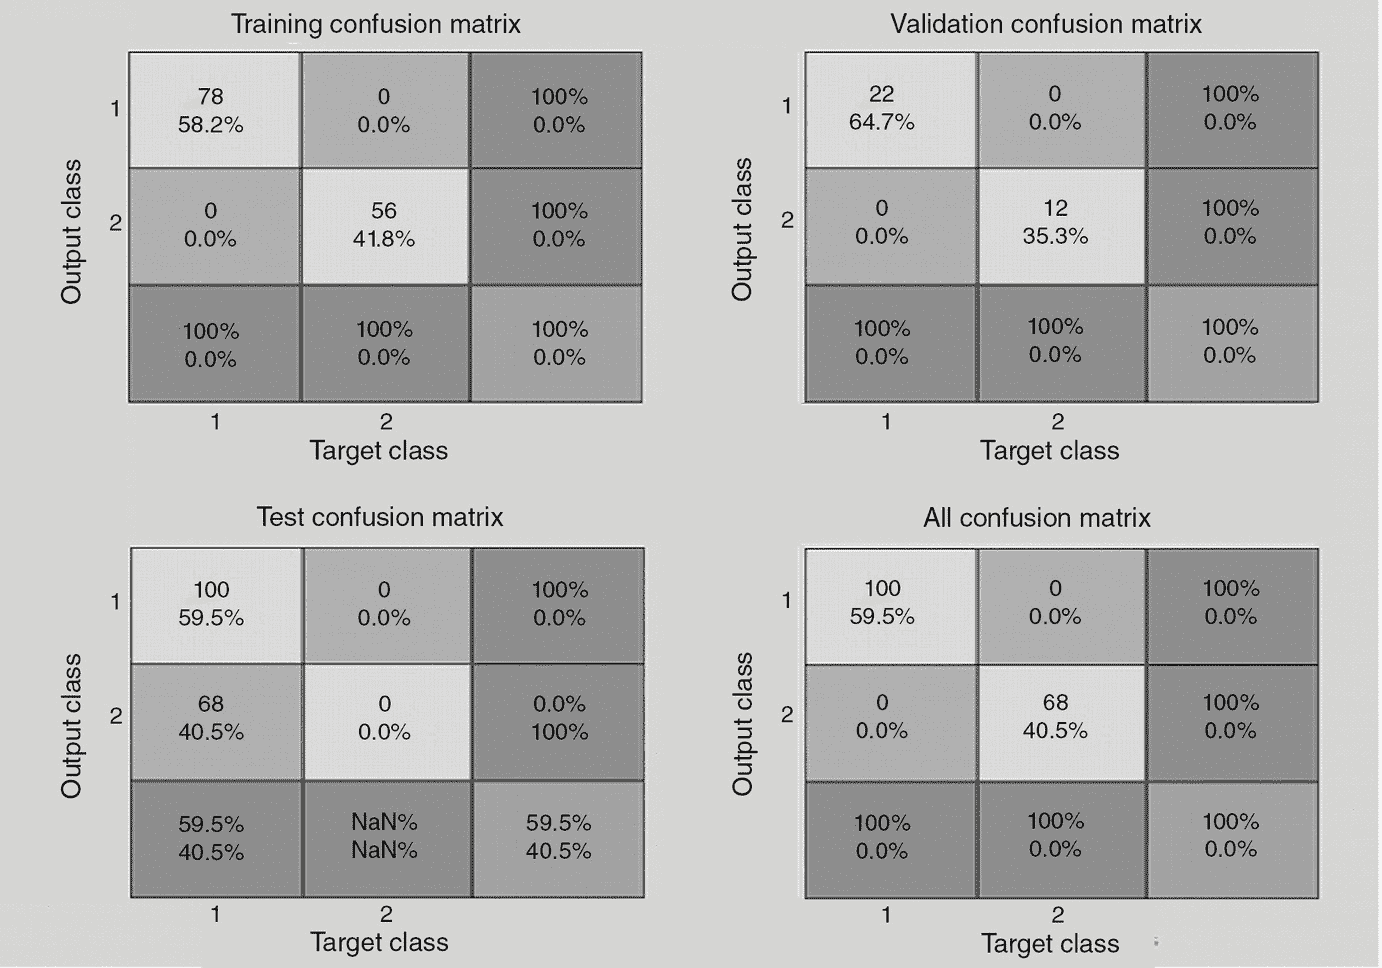 Training confusion matrix
78 0 100%
58.2% 0.0% 0.0%
1
0 56 100%
0.0% 41.8% 0.0%
2
100% 100% 100%
0.0% 0.0% 0.0%
Output class
1 2
Target class
Validation confusion matrix
22 0 100%
64.7% 0.0% 0.0%
1
0 12 100%
0.0% 35.3% 0.0%
2
100% 100% 100%
0.0% 0.0% 0.0%
Output class
1 2
Target class
Test confusion matrix
100 0 100%
59.5% 0.0% 0.0%
1
68 0 0.0%
40.5% 0.0% 100%
2
59.5% NaN% 59.5%
40.5% NaN% 40.5%
Output class
1 2
Target class
All confusion matrix
100 0 100%
59.5% 0.0% 0.0%
1
0 68 100%
0.0% 40.5% 0.0%
2
100% 100% 100%
0.0% 0.0% 0.0%
Output class
1 2
Target class